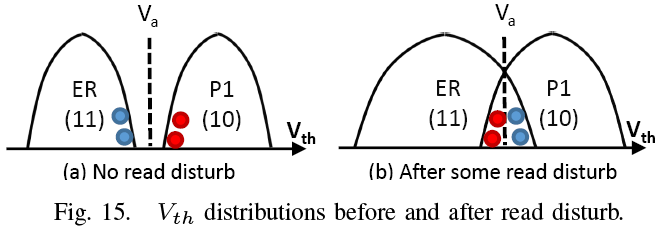 Va Va
ER P1 ER P1
(11) (10) (11) (10)
Vth Vth
(a) No read disturb (b) After some read disturb
Fig. 15. Vth distributions before and after read disturb.